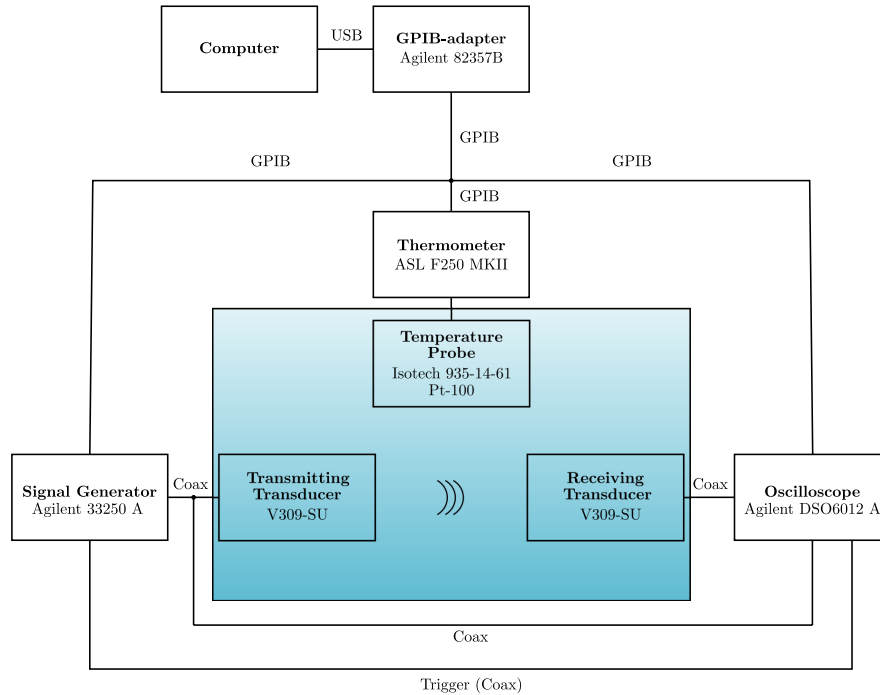 Computer
USB
GPIB-adapter
Agilent 82357B
GPIB
GPIB
GPIB
GPIB
Thermometer
ASL F250 MKII
Temperature
Probe
Isotech 935-14-61
Pt-100
Signal Generator
Agilent 33250 A
Coax
Transmitting
Transducer
V309-SU
Receiving
Transducer
V309-SU
Coax
Oscilloscope
Agilent DSO6012 A
Coax
Trigger (Coax)